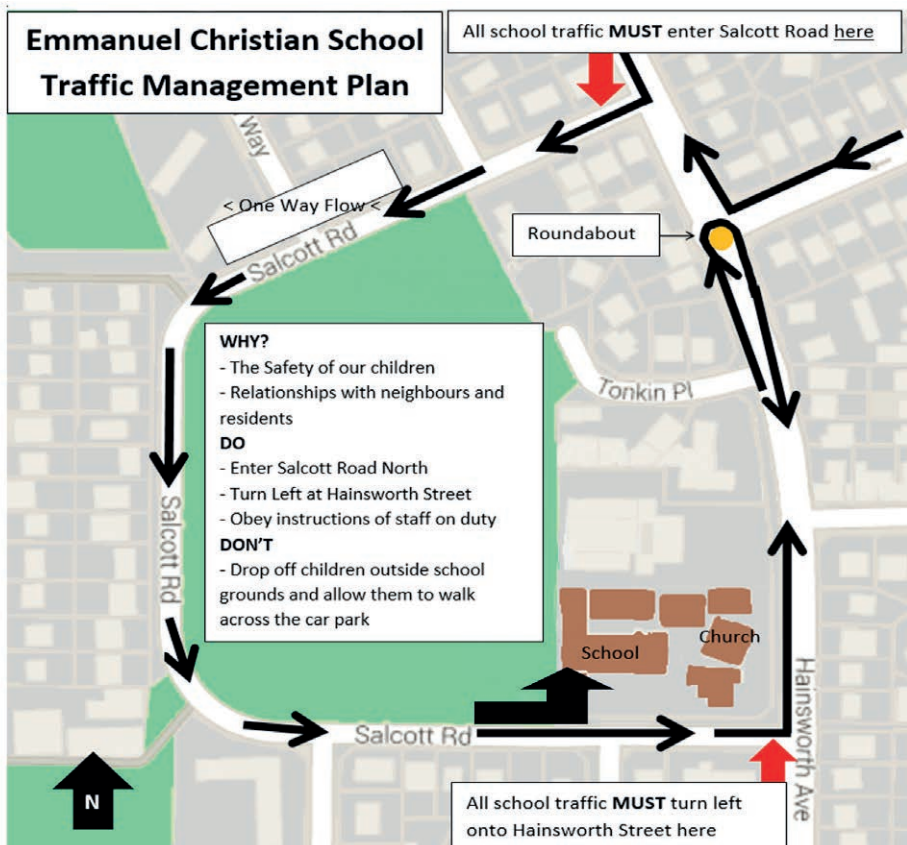 Emmanuel Christian School
Traffic Management Plan
All school traffic MUST enter Salcott Road here
Way
< One Way Flow <
Salcott Rd
Roundabout
WHY?
- The Safety of our children
- Relationships with neighbours and
residents
DO
- Enter Salcott Road North
- Turn Left at Hainsworth Street
- Obey instructions of staff on duty
DON'T
- Drop off children outside school
grounds and allow them to walk
across the car park
Tonkin Pl
Salcott Rd
School
Church
Hainsworth Ave
Salcott Rd
N
All school traffic MUST turn left
onto Hainsworth Street here